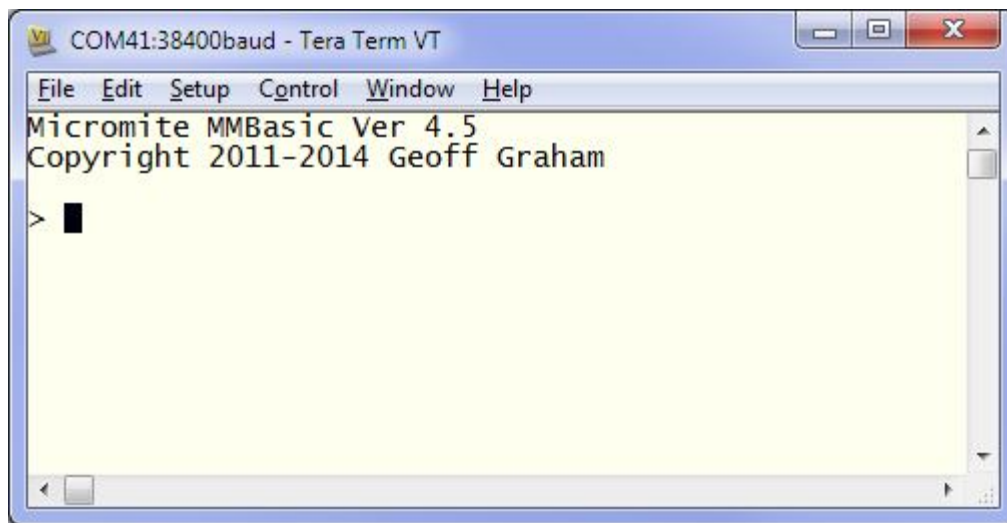 COM41:38400baud - Tera Term VT
File Edit Setup Control Window Help
Micromite MMBasic Ver 4.5
Copyright 2011-2014 Geoff Graham
>